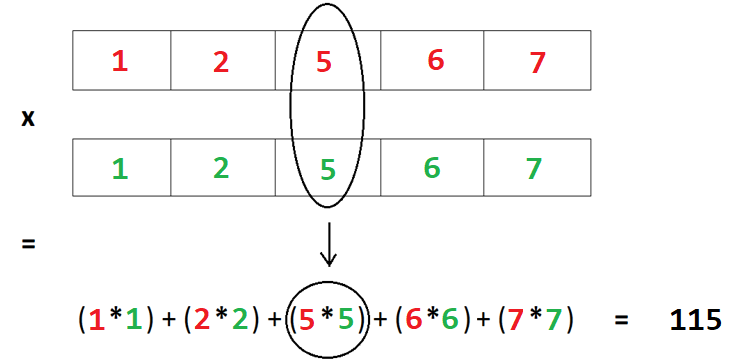 1 2 5 6 7
x
1 2 5 6 7
=
(1*1)+(2*2)+(5*5)+(6*6)+(7*7) = 115